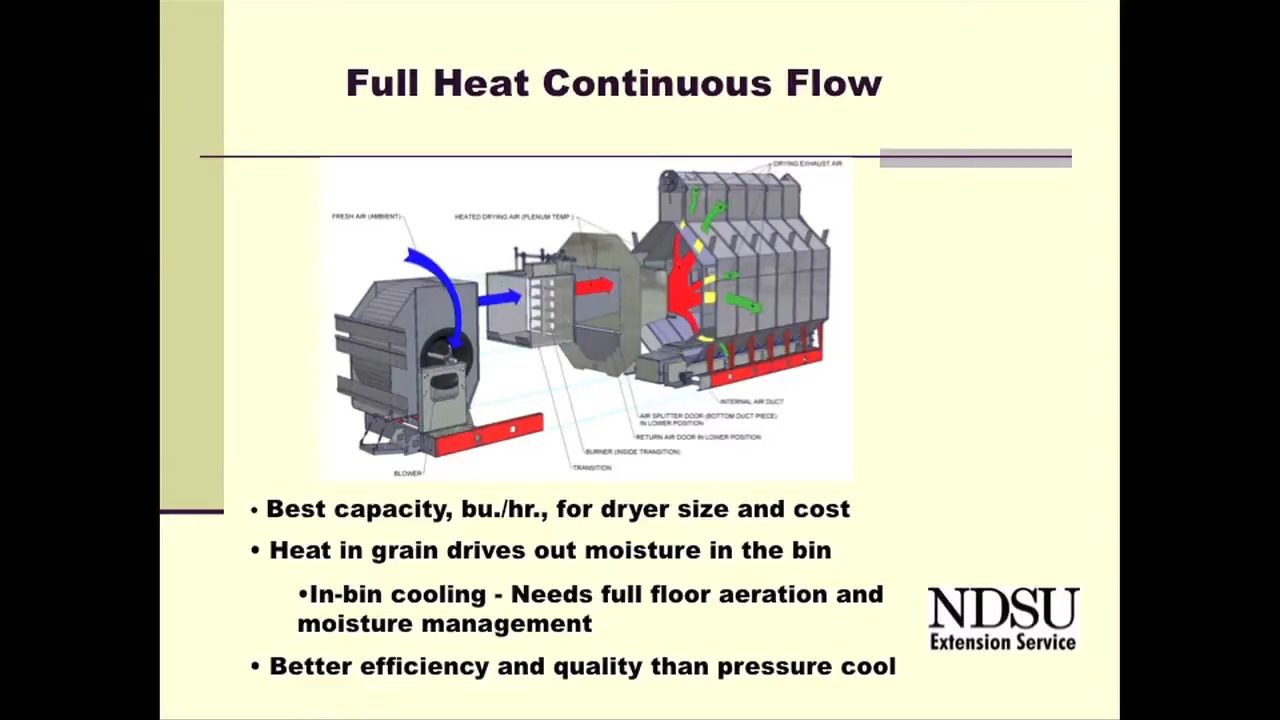 Full Heat Continuous Flow
DRYING EXHAUST AIR
FRESH AIR (AMBIENT)
HEATED DRYING AIR (PLENUM TEMP.)
INTERNAL AIR DUCT
AIR SPLITTER DOOR (BOTTOM DUCT PIECE)
IN LOWER POSITION
RETURN AIR DOOR IN LOWER POSITION
BURNER (INSIDE TRANSITION)
TRANSITION
BLOWER
• Best capacity, bu./hr., for dryer size and cost
• Heat in grain drives out moisture in the bin
•In-bin cooling - Needs full floor aeration and
moisture management
• Better efficiency and quality than pressure cool
NDSU
Extension Service